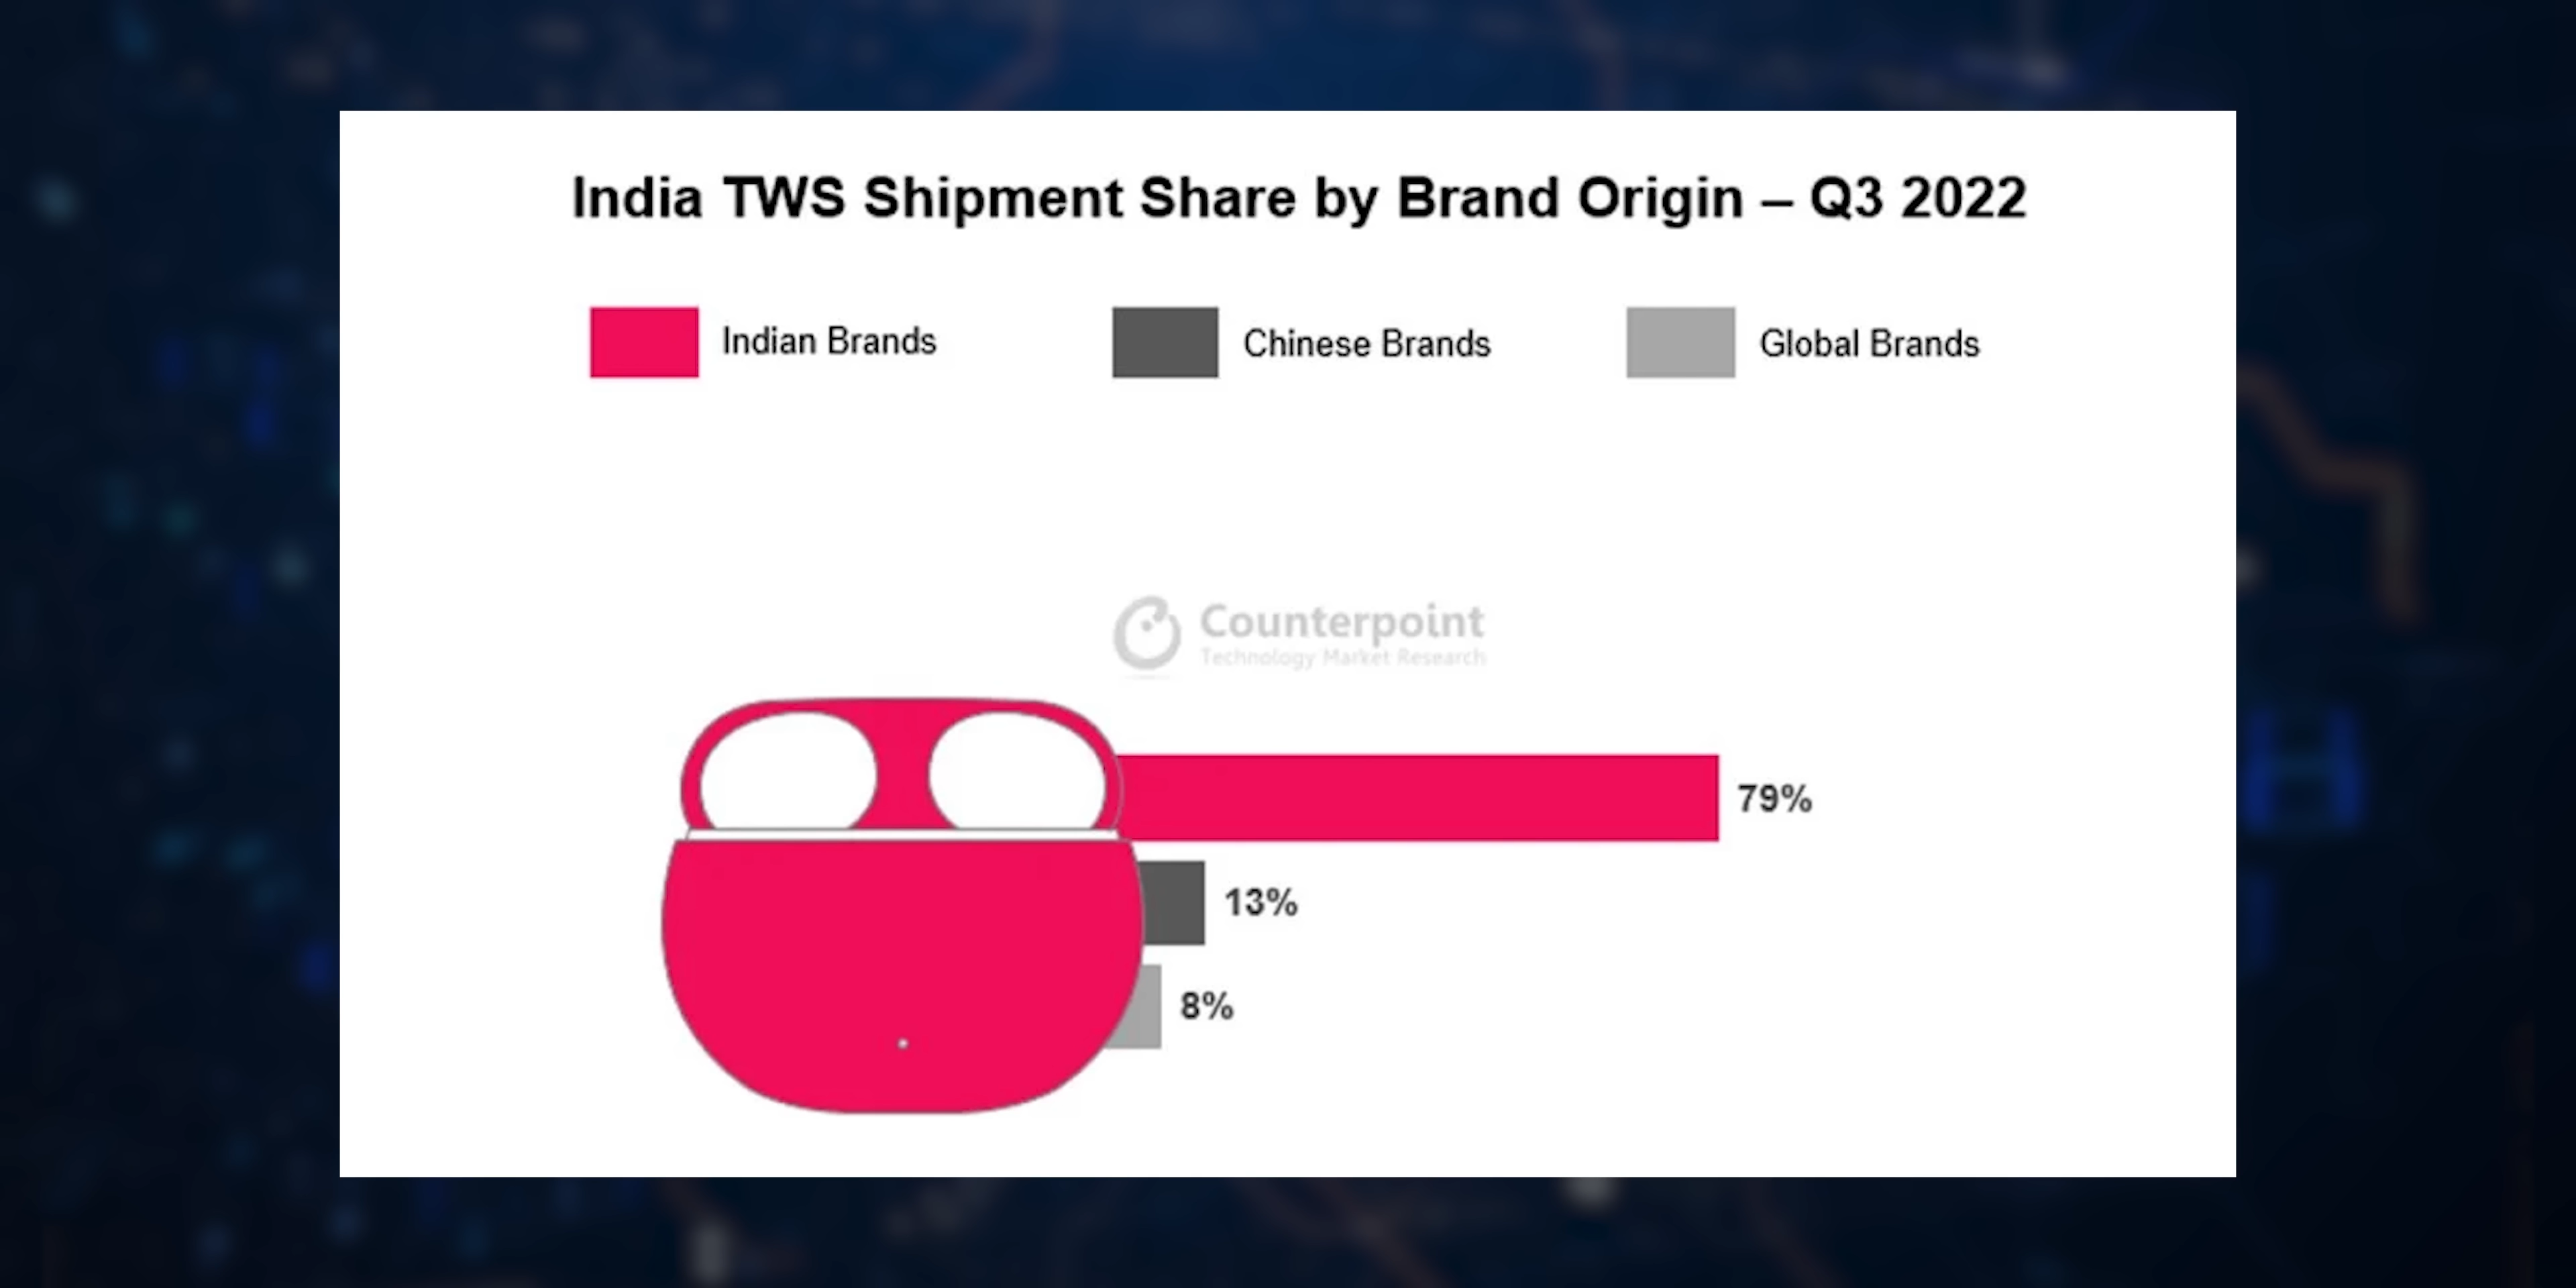 India TWS Shipment Share by Brand Origin – Q3 2022
Indian Brands
Chinese Brands
Global Brands
Counterpoint
Technology Market Research
79%
13%
8%